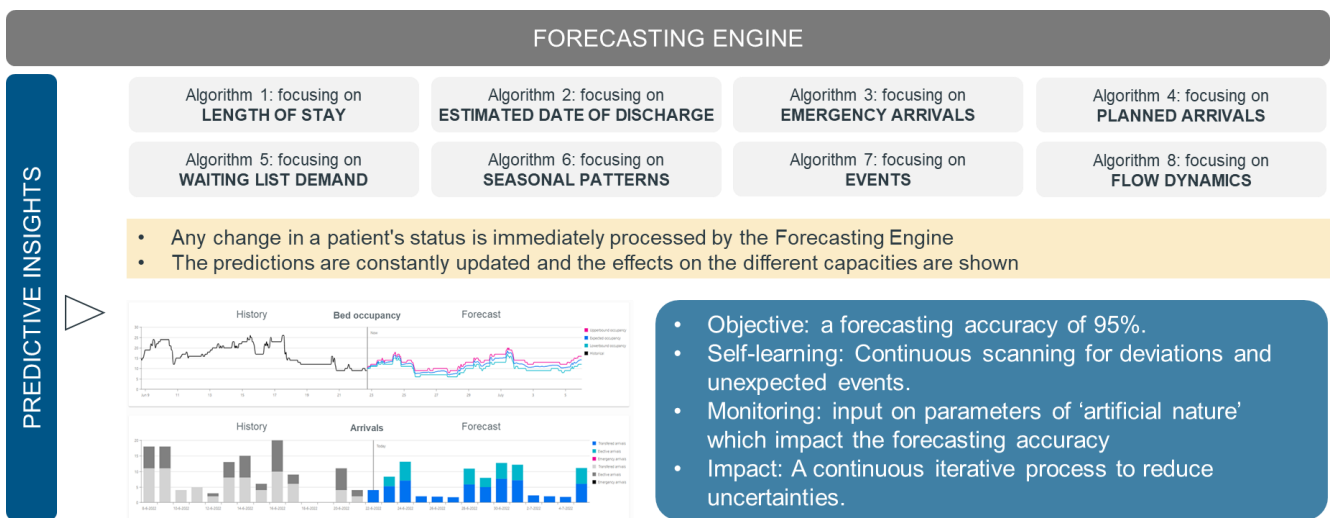 FORECASTING ENGINE
PREDICTIVE INSIGHTS
Algorithm 1: focusing on
LENGTH OF STAY
Algorithm 2: focusing on
ESTIMATED DATE OF DISCHARGE
Algorithm 3: focusing on
EMERGENCY ARRIVALS
Algorithm 4: focusing on
PLANNED ARRIVALS
Algorithm 5: focusing on
WAITING LIST DEMAND
Algorithm 6: focusing on
SEASONAL PATTERNS
Algorithm 7: focusing on
EVENTS
Algorithm 8: focusing on
FLOW DYNAMICS
• Any change in a patient's status is immediately processed by the Forecasting Engine
• The predictions are constantly updated and the effects on the different capacities are shown
History
Bed occupancy
Forecast
History
Arrivals
Forecast
Today
• Objective: a forecasting accuracy of 95%.
• Self-learning: Continuous scanning for deviations and
unexpected events.
• Monitoring: input on parameters of ‘artificial nature’
which impact the forecasting accuracy
• Impact: A continuous iterative process to reduce
uncertainties.